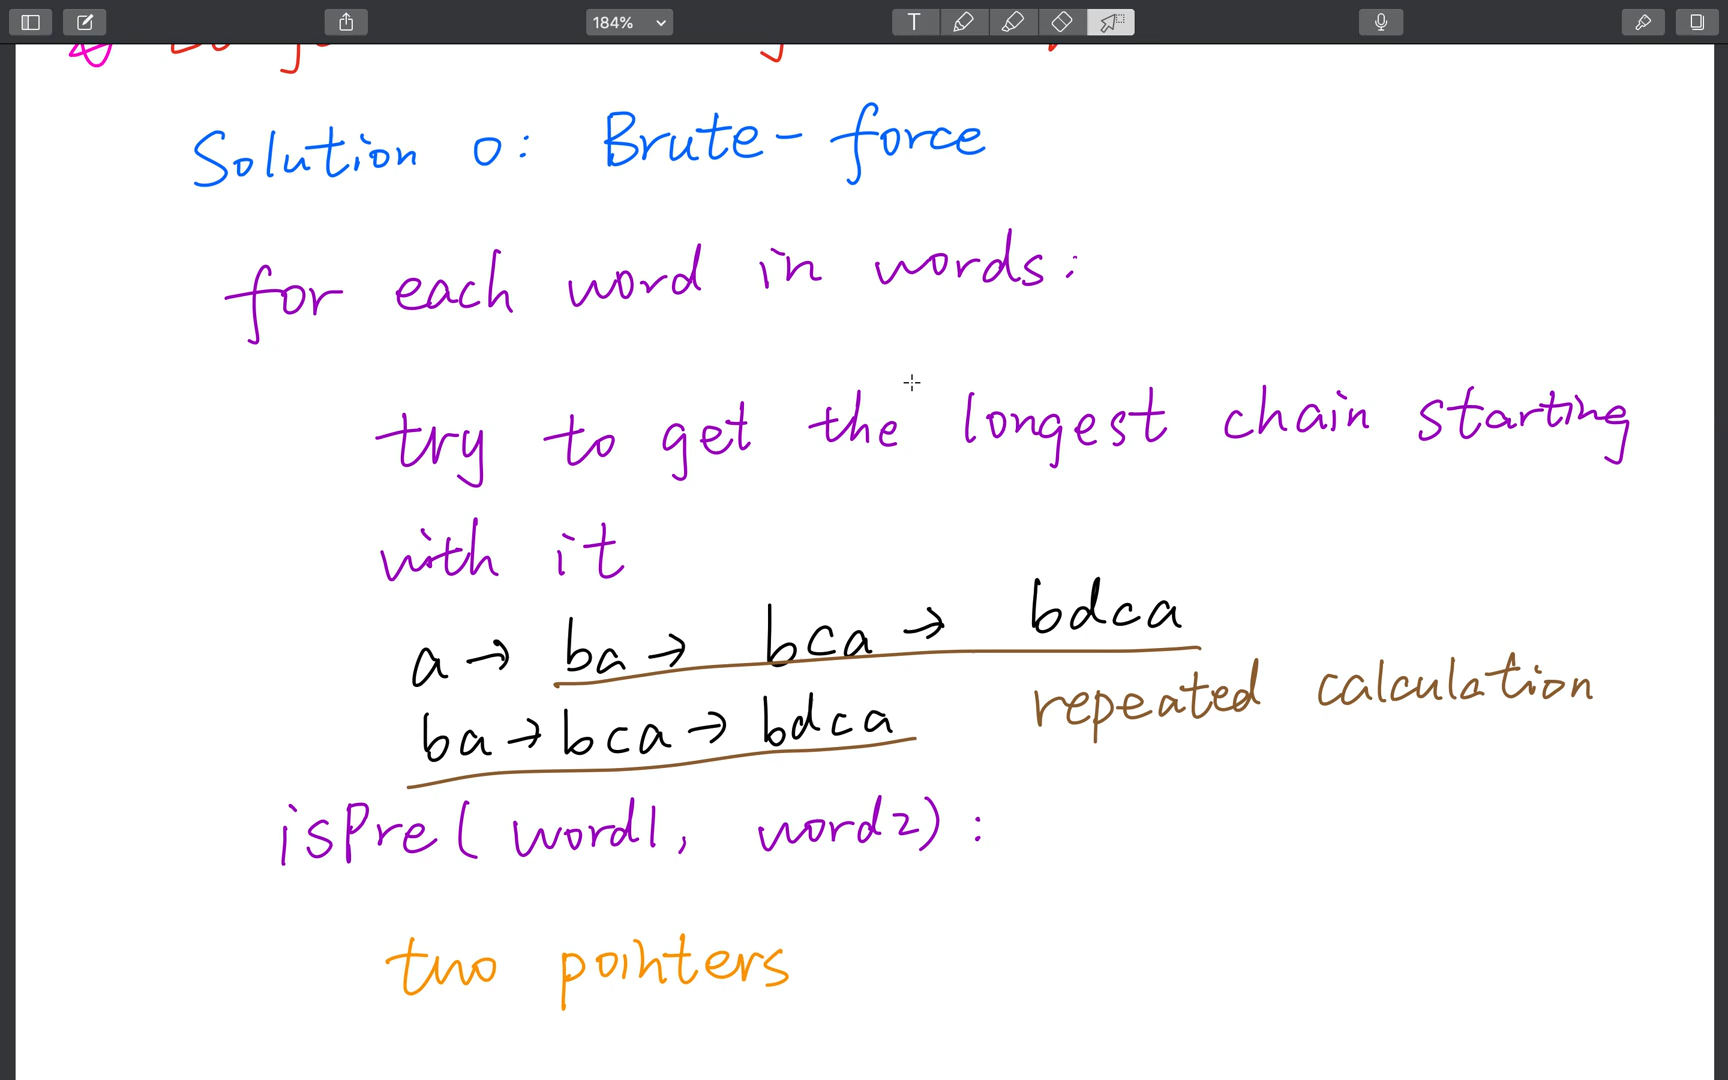 184%
T
Solution 0: Brute-force
for each word in words:
try to get the longest chain starting
with it
a → ba → bca → bdca
repeated calculation
ba → bca → bdca
isPre(word1, word2):
two pointers